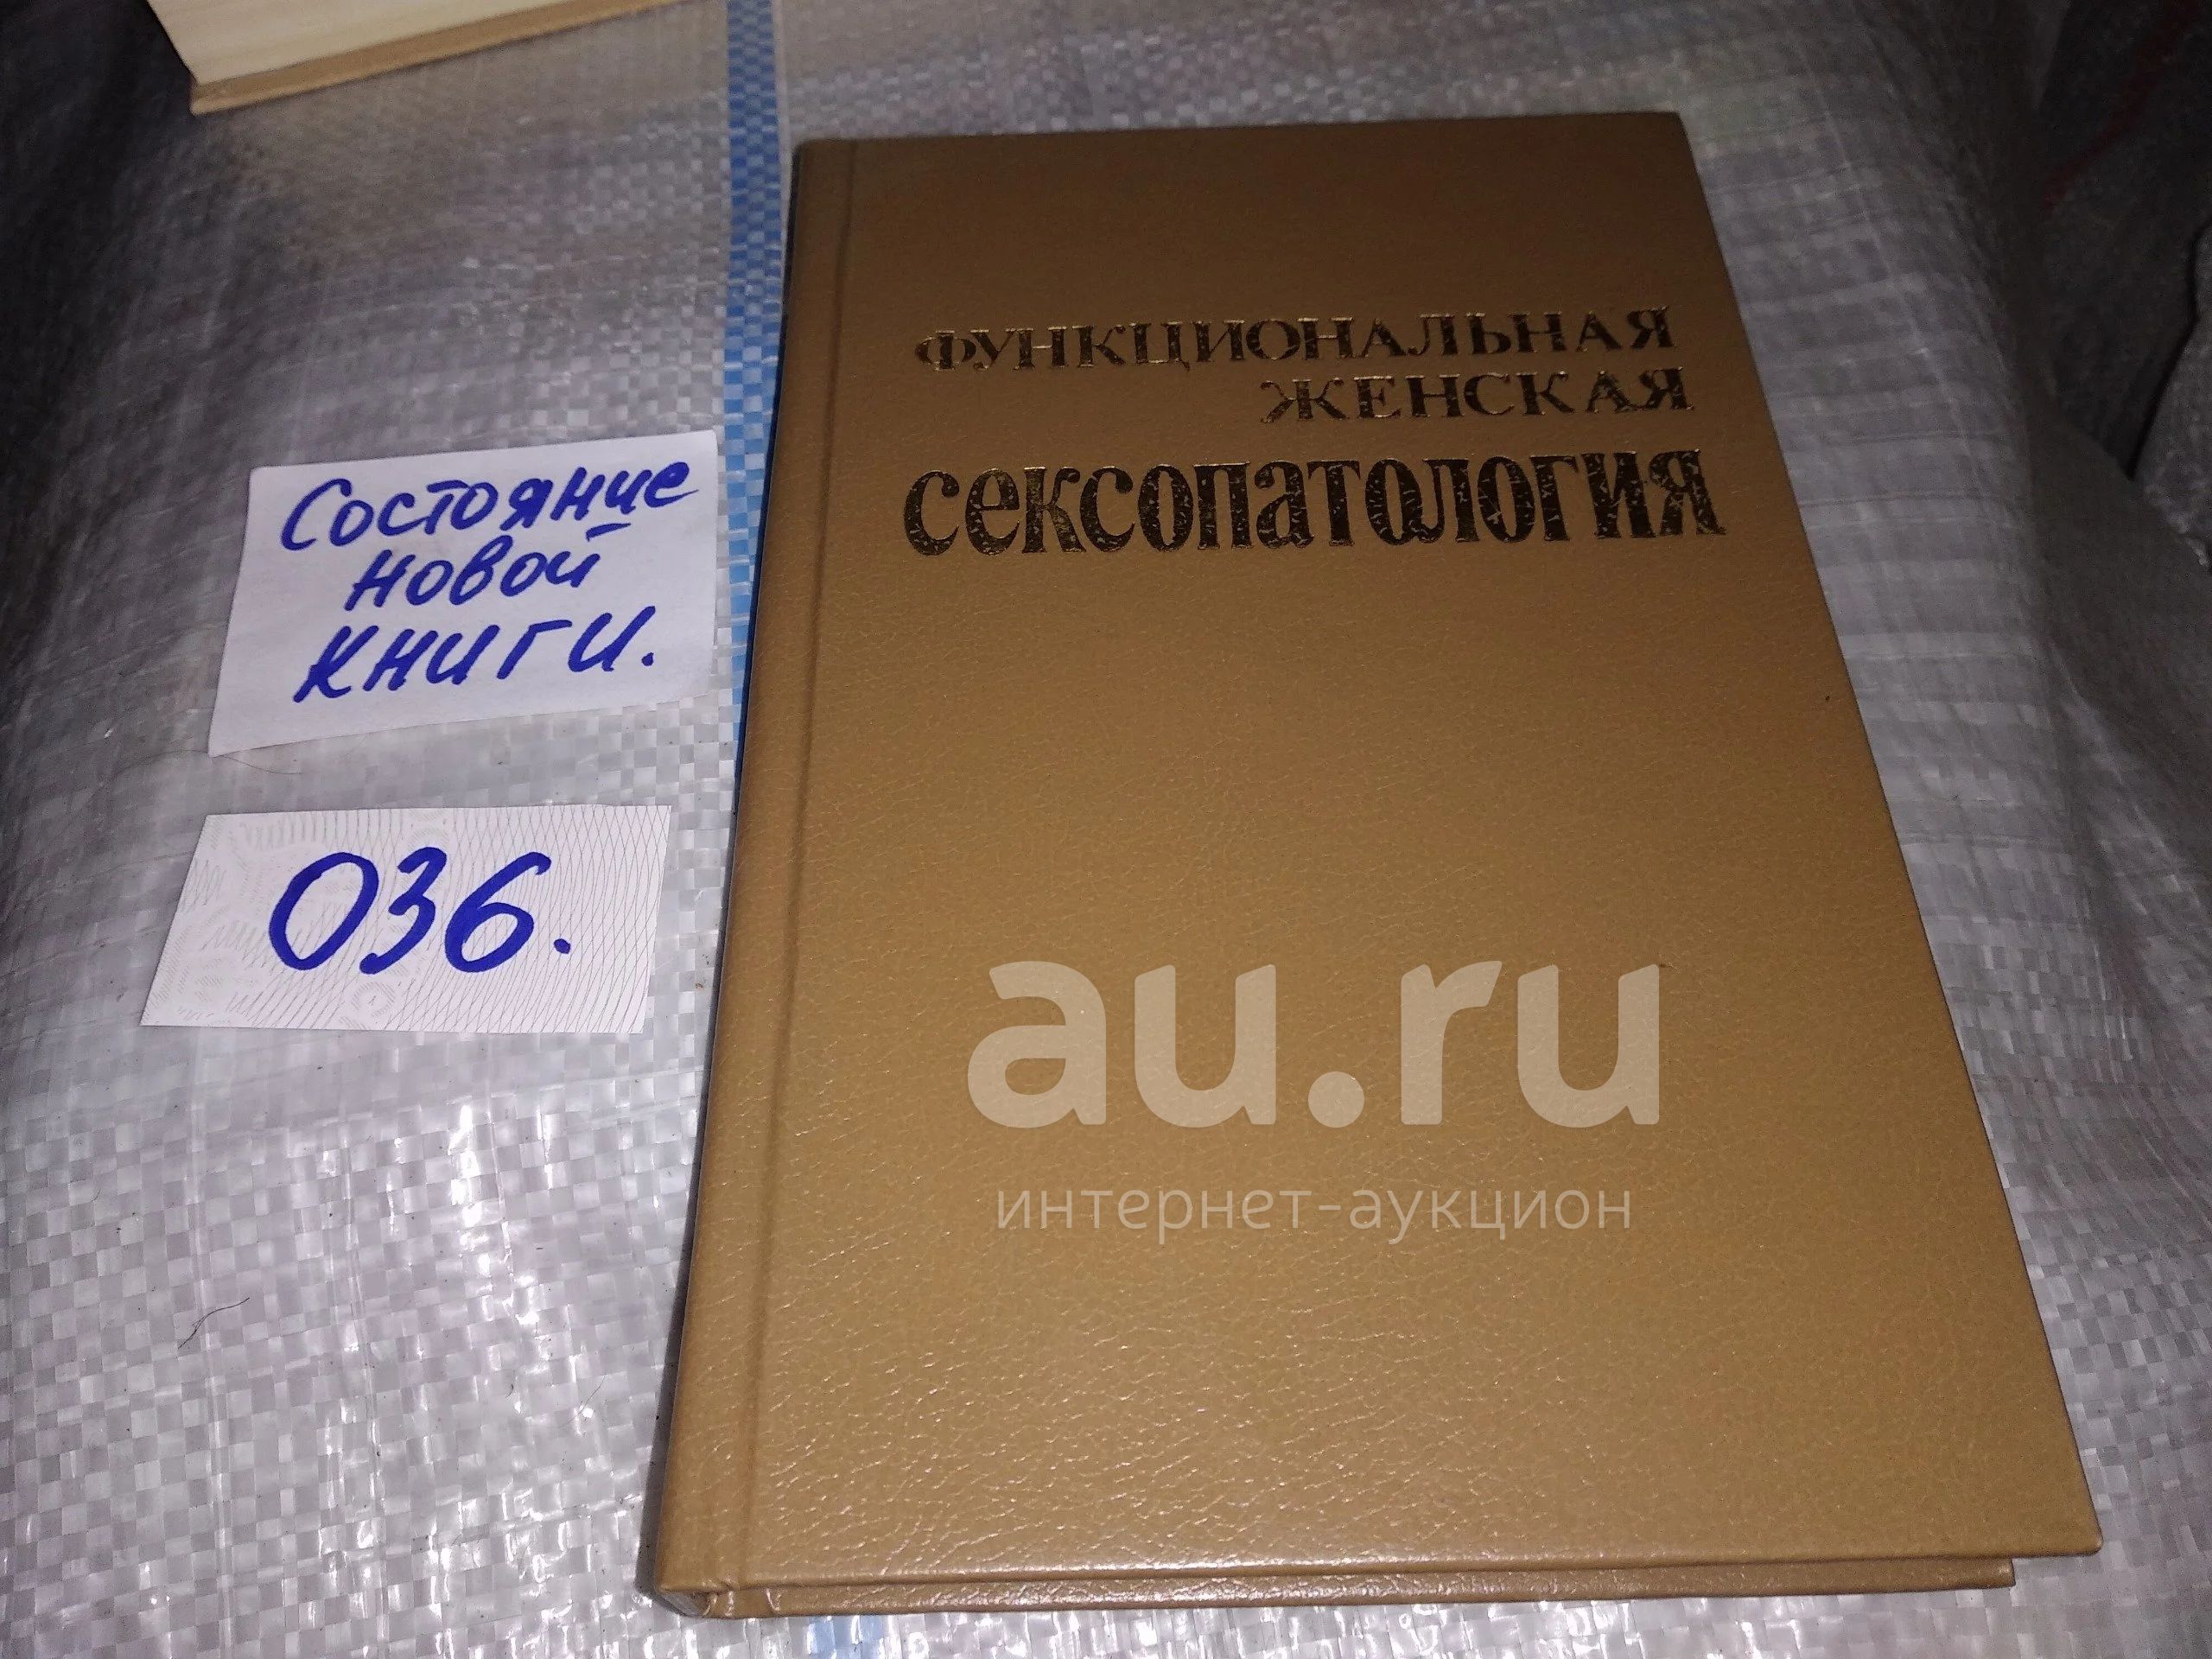 ФУНКЦИОНАЛЬНАЯ
ЖЕНСКАЯ
сексопатология
Состояние
новой
книги.
036.
au.ru
интернет-аукцион